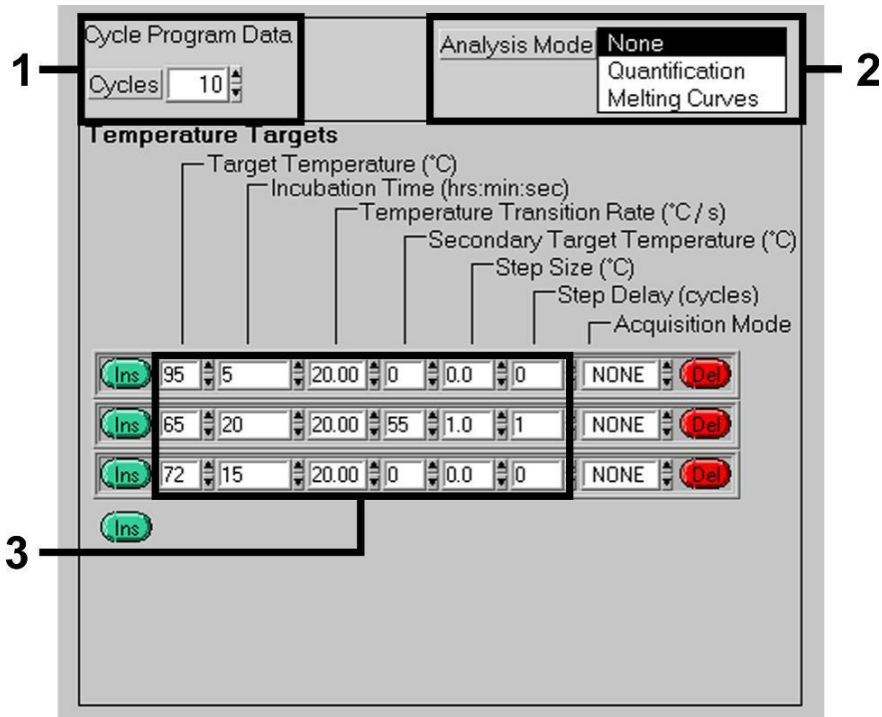 Cycle Program Data
1
Cycles 10
Analysis Mode None
Quantification
Melting Curves
2
Temperature Targets
Target Temperature (°C)
Incubation Time (hrs:min:sec)
Temperature Transition Rate (°C / s)
Secondary Target Temperature (°C)
Step Size (°C)
Step Delay (cycles)
Acquisition Mode
Ins 95 5 20.00 0 0.0 0 NONE Del
Ins 65 20 20.00 55 1.0 1 NONE Del
Ins 72 15 20.00 0 0.0 0 NONE Del
Ins
3